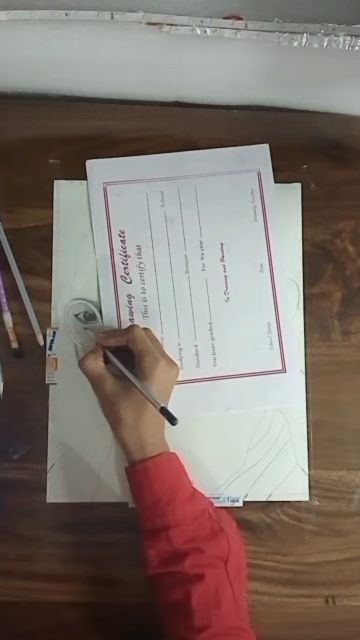 awing Certificate
This is to certify that
School
Studying in
Division
Standard
For the year
Has been graded
In Drawing and Painting
School Stamp
Date
Drawing Teacher